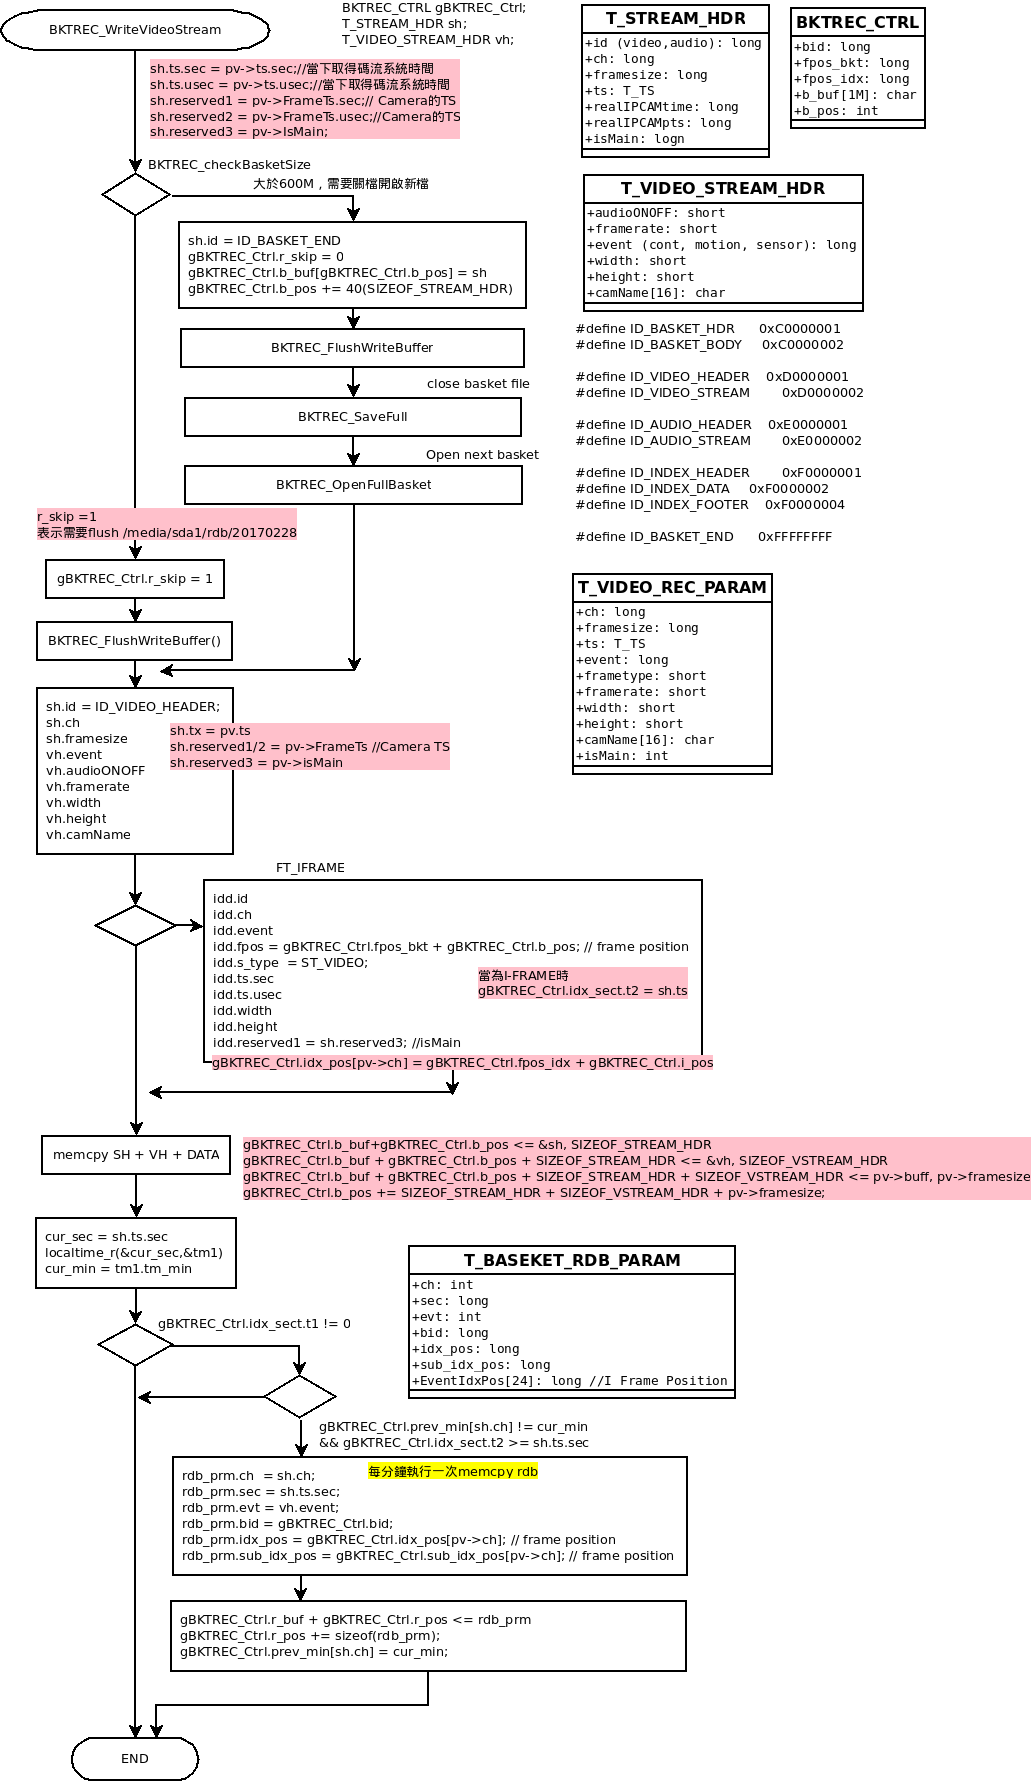 BKTREC_WriteVideoStream
BKTREC_CTRL gBKTREC_Ctrl;
T_STREAM_HDR sh;
T_VIDEO_STREAM_HDR vh;
sh.ts.sec = pv->ts.sec;//當下取得碼流系統時間
sh.ts.usec = pv->ts.usec;//當下取得碼流系統時間
sh.reserved1 = pv->FrameTs.sec;// Camera的TS
sh.reserved2 = pv->FrameTs.usec;//Camera的TS
sh.reserved3 = pv->IsMain;
T_STREAM_HDR
+id (video,audio): long
+ch: long
+framesize: long
+ts: T_TS
+realIPCAMtime: long
+realIPCAMpts: long
+isMain: logn
BKTREC_CTRL
+bid: long
+fpos_bkt: long
+fpos_idx: long
+b_buf[1M]: char
+b_pos: int
BKTREC_checkBasketSize
大於600M , 需要關檔開啟新檔
T_VIDEO_STREAM_HDR
+audioONOFF: short
+framerate: short
+event (cont, motion, sensor): long
+width: short
+height: short
+camName[16]: char
sh.id = ID_BASKET_END
gBKTREC_Ctrl.r_skip = 0
gBKTREC_Ctrl.b_buf[gBKTREC_Ctrl.b_pos] = sh
gBKTREC_Ctrl.b_pos += 40(SIZEOF_STREAM_HDR)
BKTREC_FlushWriteBuffer
close basket file
BKTREC_SaveFull
Open next basket
BKTREC_OpenFullBasket
#define ID_BASKET_HDR 0xC0000001
#define ID_BASKET_BODY 0xC0000002
#define ID_VIDEO_HEADER 0xD0000001
#define ID_VIDEO_STREAM 0xD0000002
#define ID_AUDIO_HEADER 0xE0000001
#define ID_AUDIO_STREAM 0xE0000002
#define ID_INDEX_HEADER 0xF0000001
#define ID_INDEX_DATA 0xF0000002
#define ID_INDEX_FOOTER 0xF0000004
#define ID_BASKET_END 0xFFFFFFFF
r_skip =1
表示需要flush /media/sda1/rdb/20170228
gBKTREC_Ctrl.r_skip = 1
BKTREC_FlushWriteBuffer()
T_VIDEO_REC_PARAM
+ch: long
+framesize: long
+ts: T_TS
+event: long
+frametype: short
+framerate: short
+width: short
+height: short
+camName[16]: char
+isMain: int
sh.id = ID_VIDEO_HEADER;
sh.ch
sh.framesize
vh.event
vh.audioONOFF
vh.framerate
vh.width
vh.height
vh.camName
sh.tx = pv.ts
sh.reserved1/2 = pv->FrameTs //Camera TS
sh.reserved3 = pv->isMain
FT_IFRAME
idd.id
idd.ch
idd.event
idd.fpos = gBKTREC_Ctrl.fpos_bkt + gBKTREC_Ctrl.b_pos; // frame position
idd.s_type = ST_VIDEO;
idd.ts.sec
idd.ts.usec
idd.width
idd.height
idd.reserved1 = sh.reserved3; //isMain
當為I-FRAME時
gBKTREC_Ctrl.idx_sect.t2 = sh.ts
gBKTREC_Ctrl.idx_pos[pv->ch] = gBKTREC_Ctrl.fpos_idx + gBKTREC_Ctrl.i_pos
memcpy SH + VH + DATA
gBKTREC_Ctrl.b_buf+gBKTREC_Ctrl.b_pos <= &sh, SIZEOF_STREAM_HDR
gBKTREC_Ctrl.b_buf + gBKTREC_Ctrl.b_pos + SIZEOF_STREAM_HDR <= &vh, SIZEOF_VSTREAM_HDR
gBKTREC_Ctrl.b_buf + gBKTREC_Ctrl.b_pos + SIZEOF_STREAM_HDR + SIZEOF_VSTREAM_HDR <= pv->buff, pv->framesize
gBKTREC_Ctrl.b_pos += SIZEOF_STREAM_HDR + SIZEOF_VSTREAM_HDR + pv->framesize;
cur_sec = sh.ts.sec
localtime_r(&cur_sec,&tm1)
cur_min = tm1.tm_min
gBKTREC_Ctrl.idx_sect.t1 != 0
T_BASEKET_RDB_PARAM
+ch: int
+sec: long
+evt: int
+bid: long
+idx_pos: long
+sub_idx_pos: long
+EventIdxPos[24]: long //I Frame Position
gBKTREC_Ctrl.prev_min[sh.ch] != cur_min
&& gBKTREC_Ctrl.idx_sect.t2 >= sh.ts.sec
每分鐘執行一次memcpy rdb
rdb_prm.ch = sh.ch;
rdb_prm.sec = sh.ts.sec;
rdb_prm.evt = vh.event;
rdb_prm.bid = gBKTREC_Ctrl.bid;
rdb_prm.idx_pos = gBKTREC_Ctrl.idx_pos[pv->ch]; // frame position
rdb_prm.sub_idx_pos = gBKTREC_Ctrl.sub_idx_pos[pv->ch]; // frame position
gBKTREC_Ctrl.r_buf + gBKTREC_Ctrl.r_pos <= rdb_prm
gBKTREC_Ctrl.r_pos += sizeof(rdb_prm);
gBKTREC_Ctrl.prev_min[sh.ch] = cur_min;
END